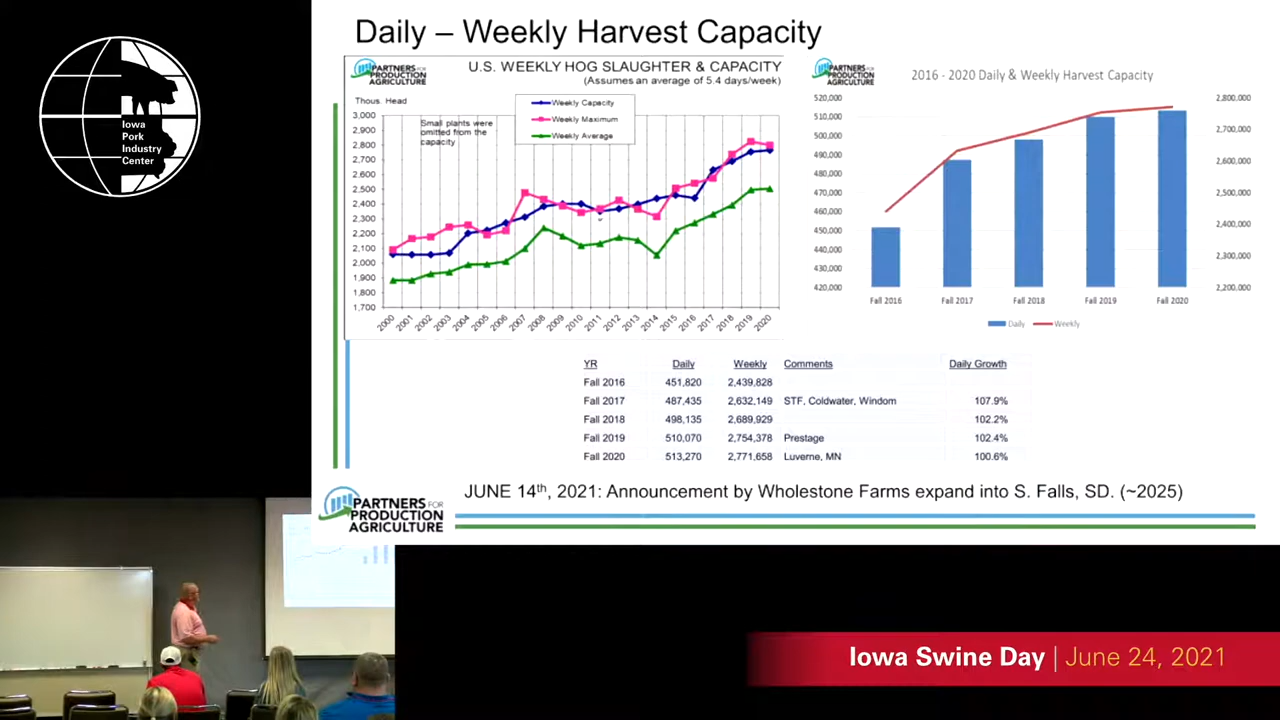 Daily – Weekly Harvest Capacity
Iowa
Pork
Industry
Center
PARTNERS FOR
PRODUCTION
AGRICULTURE
U.S. WEEKLY HOG SLAUGHTER & CAPACITY
(Assumes an average of 5.4 days/week)
Thous. Head
Small plants were
omitted from the
capacity
Weekly Capacity
Weekly Maximum
Weekly Average
3,000
2,900
2,800
2,700
2,600
2,500
2,400
2,300
2,200
2,100
2,000
1,900
1,800
1,700
2000 2001 2002 2003 2004 2005 2006 2007 2008 2009 2010 2011 2012 2013 2014 2015 2016 2017 2018 2019 2020
PARTNERS FOR
PRODUCTION
AGRICULTURE
2016 - 2020 Daily & Weekly Harvest Capacity
520,000
510,000
500,000
490,000
480,000
470,000
460,000
450,000
440,000
430,000
420,000
2,800,000
2,700,000
2,600,000
2,500,000
2,400,000
2,300,000
2,200,000
Fall 2016 Fall 2017 Fall 2018 Fall 2019 Fall 2020
Daily Weekly
YR Daily Weekly Comments Daily Growth
Fall 2016 451,820 2,439,828
Fall 2017 487,435 2,632,149 STF, Coldwater, Windom 107.9%
Fall 2018 498,135 2,689,929 102.2%
Fall 2019 510,070 2,754,378 Prestage 102.4%
Fall 2020 513,270 2,771,658 Luverne, MN 100.6%
JUNE 14th, 2021: Announcement by Wholestone Farms expand into S. Falls, SD. (~2025)
PARTNERS FOR
PRODUCTION
AGRICULTURE
Iowa Swine Day | June 24, 2021